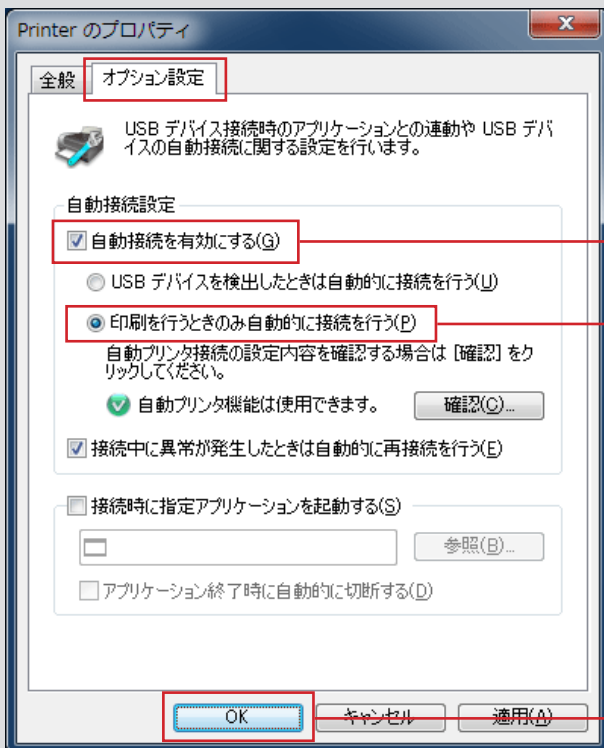 Printer のプロパティ
全般 オプション設定
USB デバイス接続時のアプリケーションとの連動や USB デバ
イスの自動接続に関する設定を行います。
自動接続設定
自動接続を有効にする(G)
USB デバイスを検出したときは自動的に接続を行う(U)
印刷を行うときのみ自動的に接続を行う(P)
自動プリンタ接続の設定内容を確認する場合は [確認] をク
リックしてください。
自動プリンタ機能は使用できます。 確認(C)...
接続中に異常が発生したときは自動的に再接続を行う(E)
接続時に指定アプリケーションを起動する(S)
参照(B)...
アプリケーション終了時に自動的に切断する(D)
OK キャンセル 適用(A)